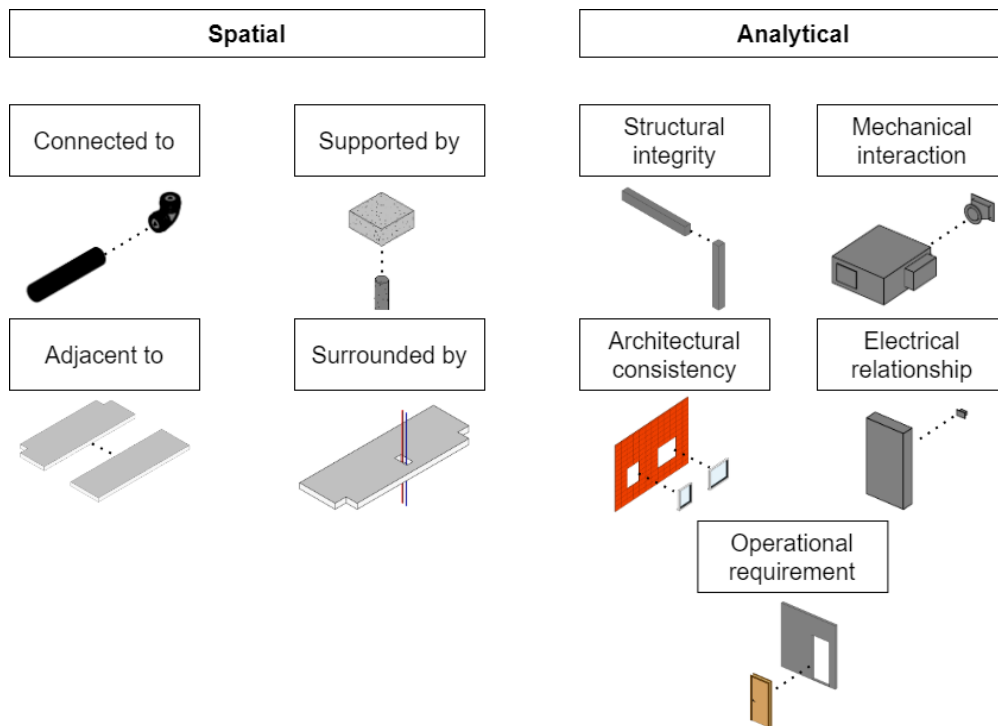 Spatial
Analytical
Connected to
Supported by
Structural
integrity
Mechanical
interaction
Adjacent to
Surrounded by
Architectural
consistency
Electrical
relationship
Operational
requirement